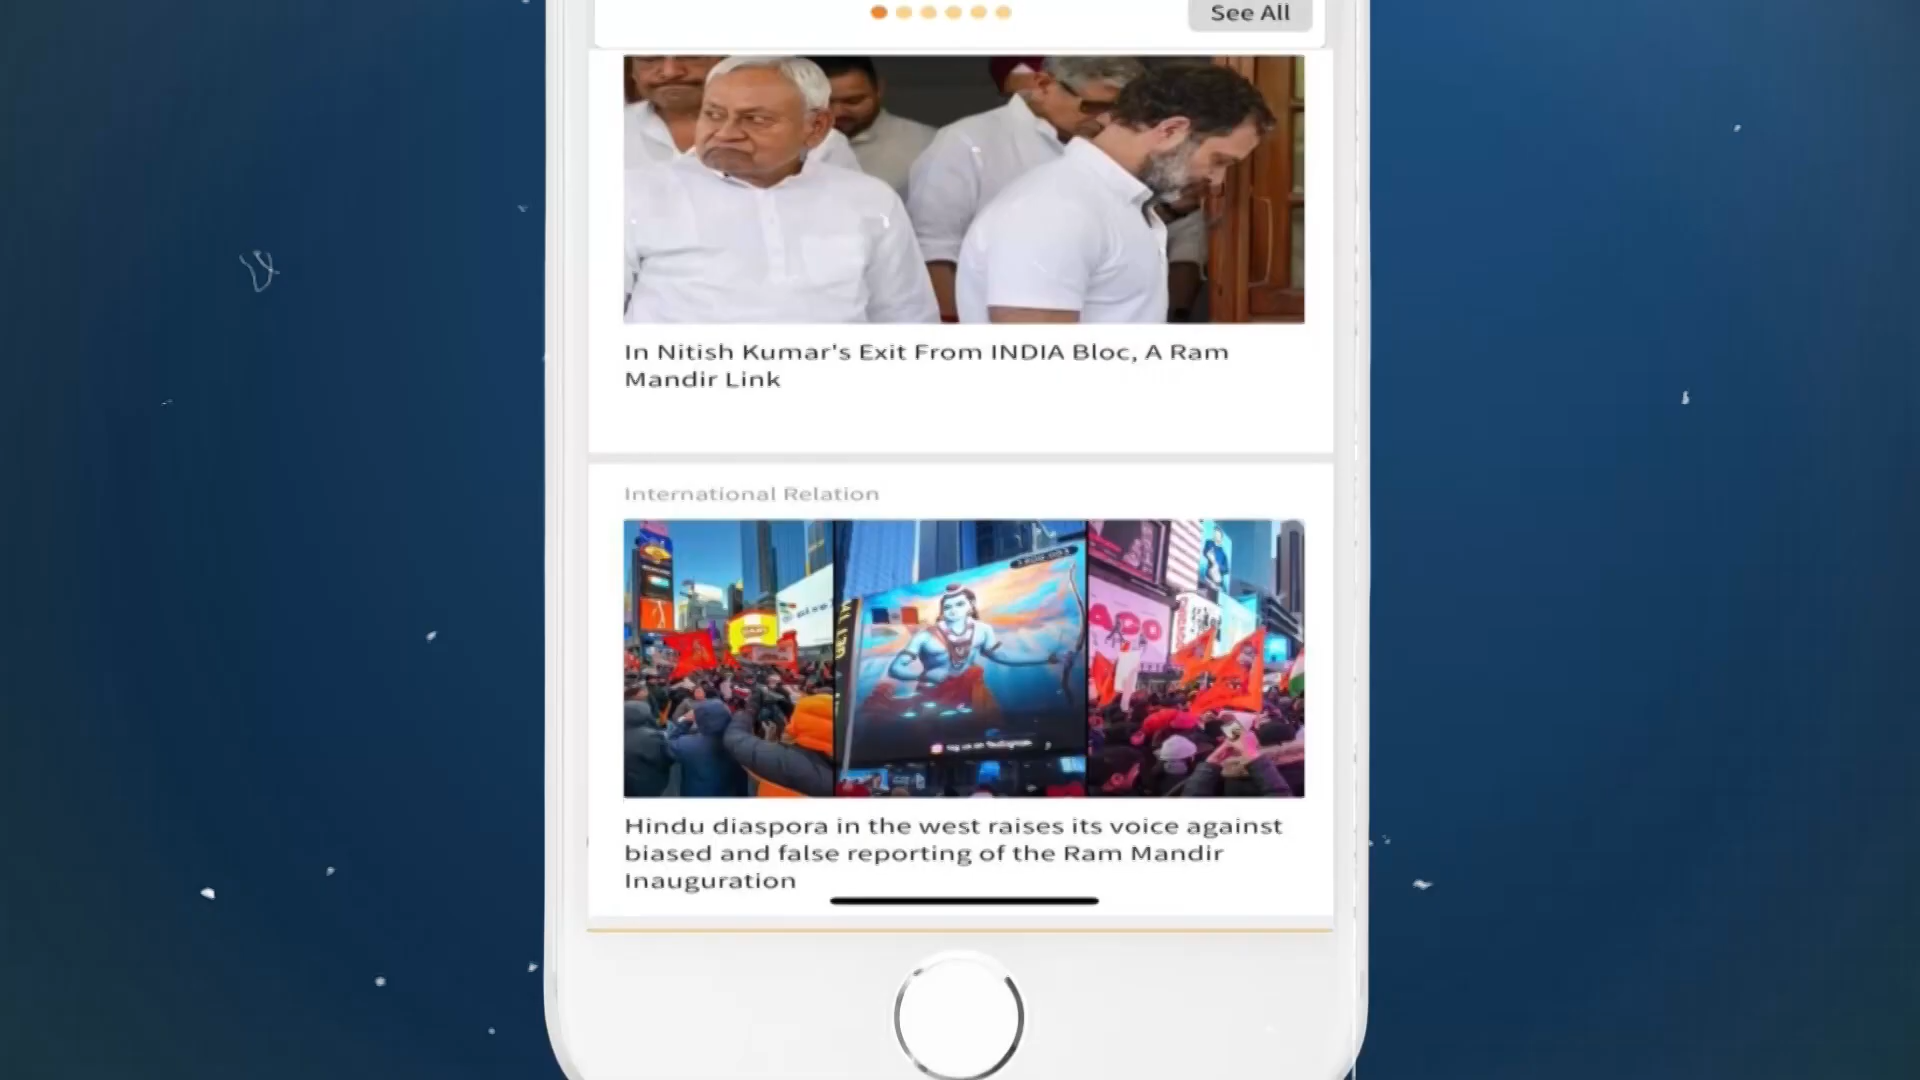 See All
In Nitish Kumar's Exit From INDIA Bloc, A Ram
Mandir Link
International Relation
Hindu diaspora in the west raises its voice against
biased and false reporting of the Ram Mandir
Inauguration